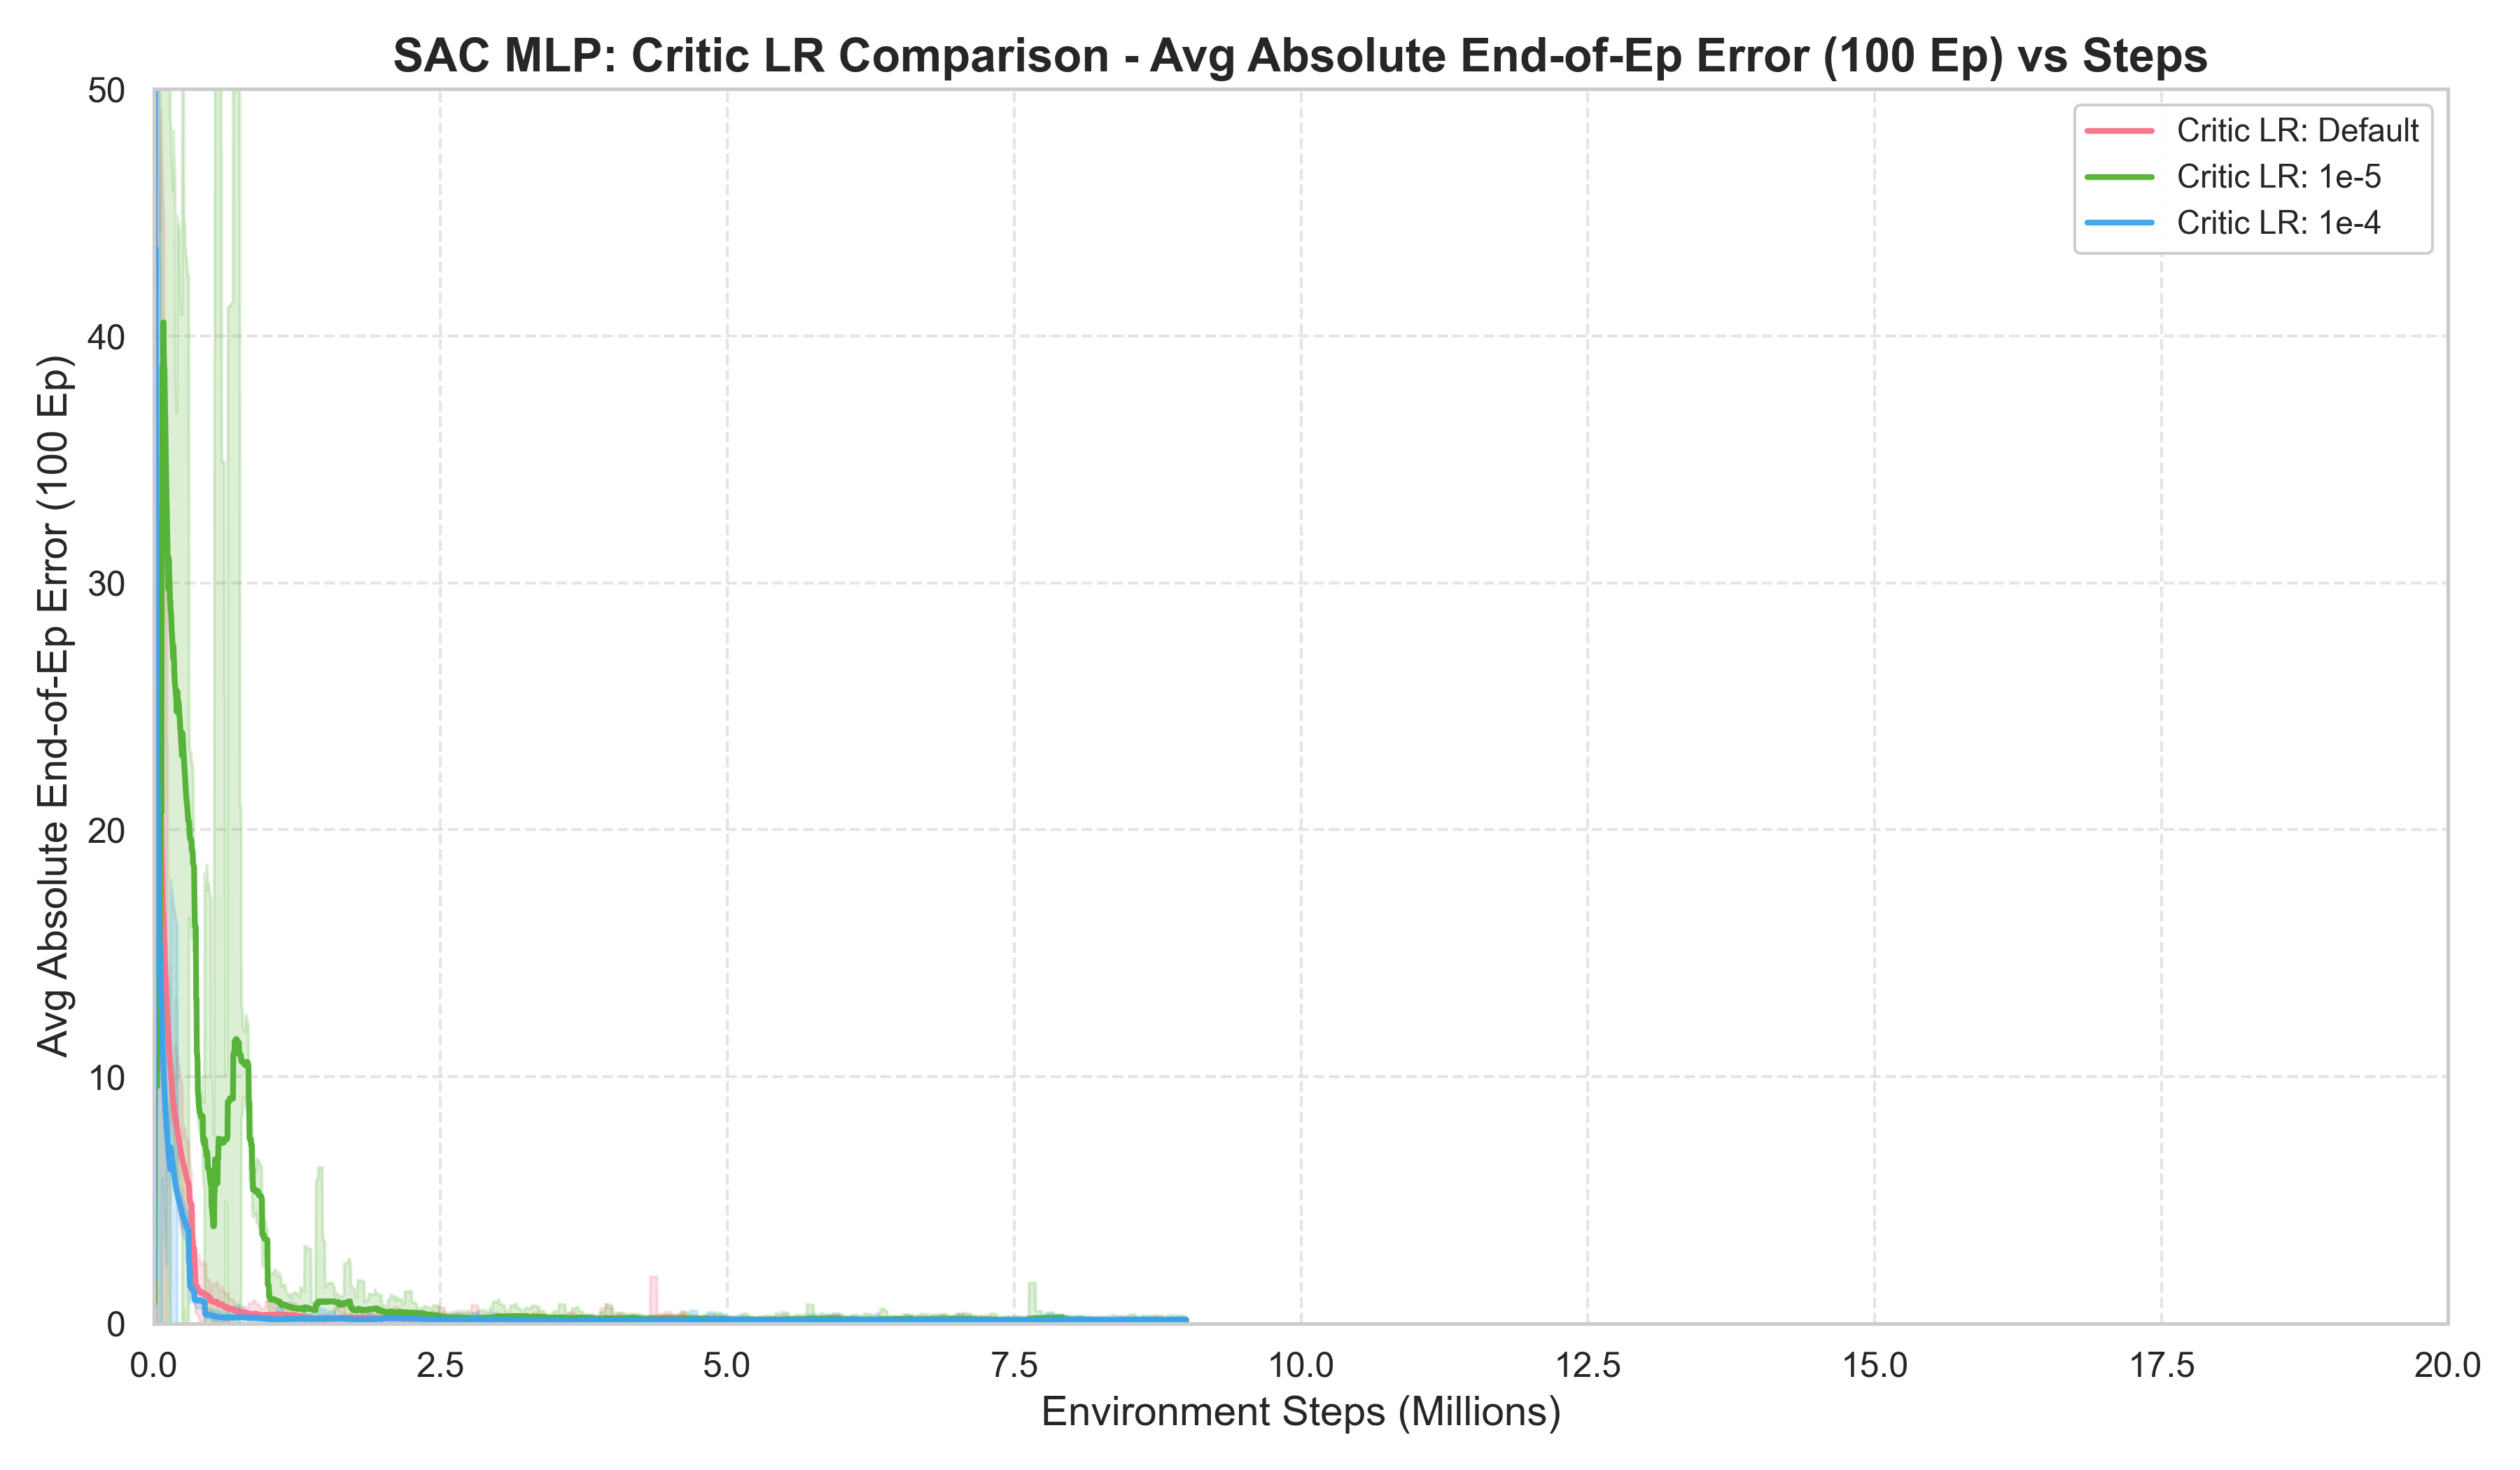 SAC MLP: Critic LR Comparison - Avg Absolute End-of-Ep Error (100 Ep) vs Steps
Critic LR: Default
Critic LR: 1e-5
Critic LR: 1e-4
Avg Absolute End-of-Ep Error (100 Ep)
50
40
30
20
10
0
0.0 2.5 5.0 7.5 10.0 12.5 15.0 17.5 20.0
Environment Steps (Millions)